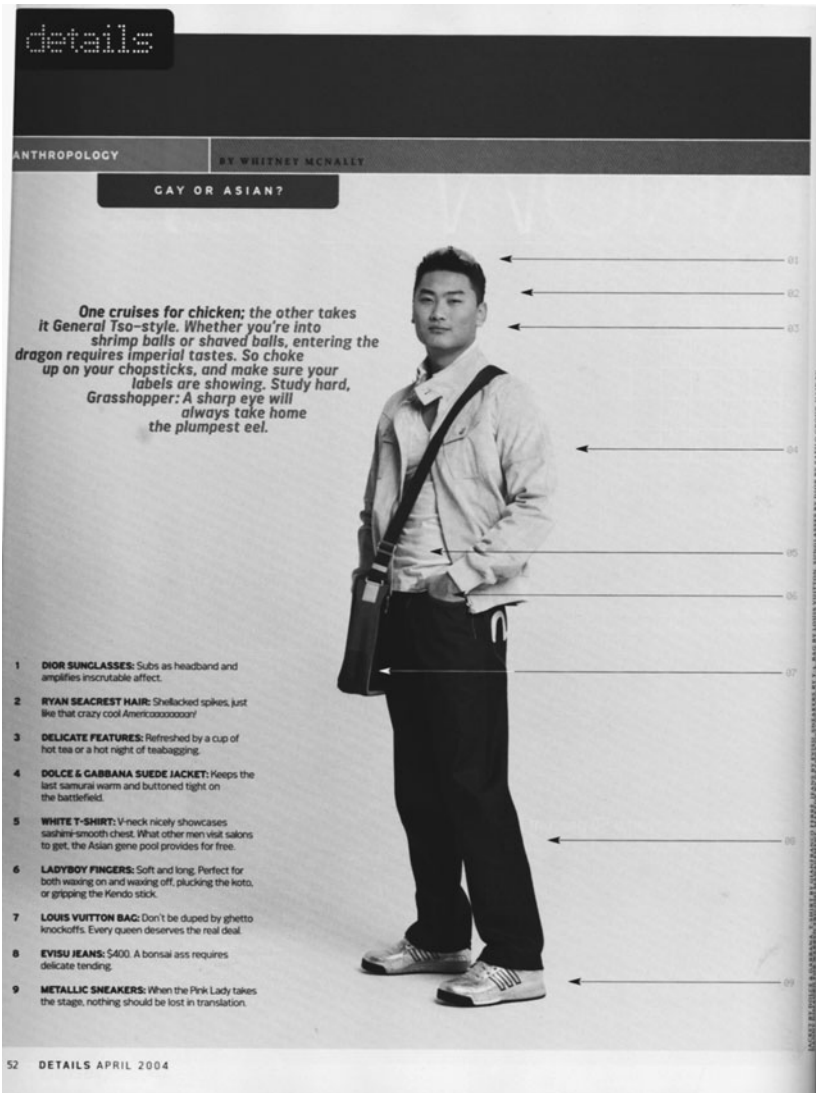 details
ANTHROPOLOGY
BY WHITNEY MCNALLY
GAY OR ASIAN?
One cruises for chicken; the other takes
it General Tso-style. Whether you're into
shrimp balls or shaved balls, entering the
dragon requires imperial tastes. So choke
up on your chopsticks, and make sure your
labels are showing. Study hard,
Grasshopper: A sharp eye will
always take home
the plumpest eel.
01
02
03
04
05
06
07
08
09
1 DIOR SUNGLASSES: Subs as headband and
amplifies inscrutable affect.
2 RYAN SEACREST HAIR: Shellacked spikes, just
like that crazy cool Americaaaaaaaan!
3 DELICATE FEATURES: Refreshed by a cup of
hot tea or a hot night of teabagging.
4 DOLCE & GABBANA SUEDE JACKET: Keeps the
last samurai warm and buttoned tight on
the battlefield.
5 WHITE T-SHIRT: V-neck nicely showcases
sashimi-smooth chest. What other men visit salons
to get, the Asian gene pool provides for free.
6 LADYBOY FINGERS: Soft and long. Perfect for
both waxing on and waxing off, plucking the koto,
or gripping the Kendo stick.
7 LOUIS VUITTON BAG: Don't be duped by ghetto
knockoffs. Every queen deserves the real deal.
8 EVISU JEANS: $400. A bonsai ass requires
delicate tending.
9 METALLIC SNEAKERS: When the Pink Lady takes
the stage, nothing should be lost in translation.
52 DETAILS APRIL 2004